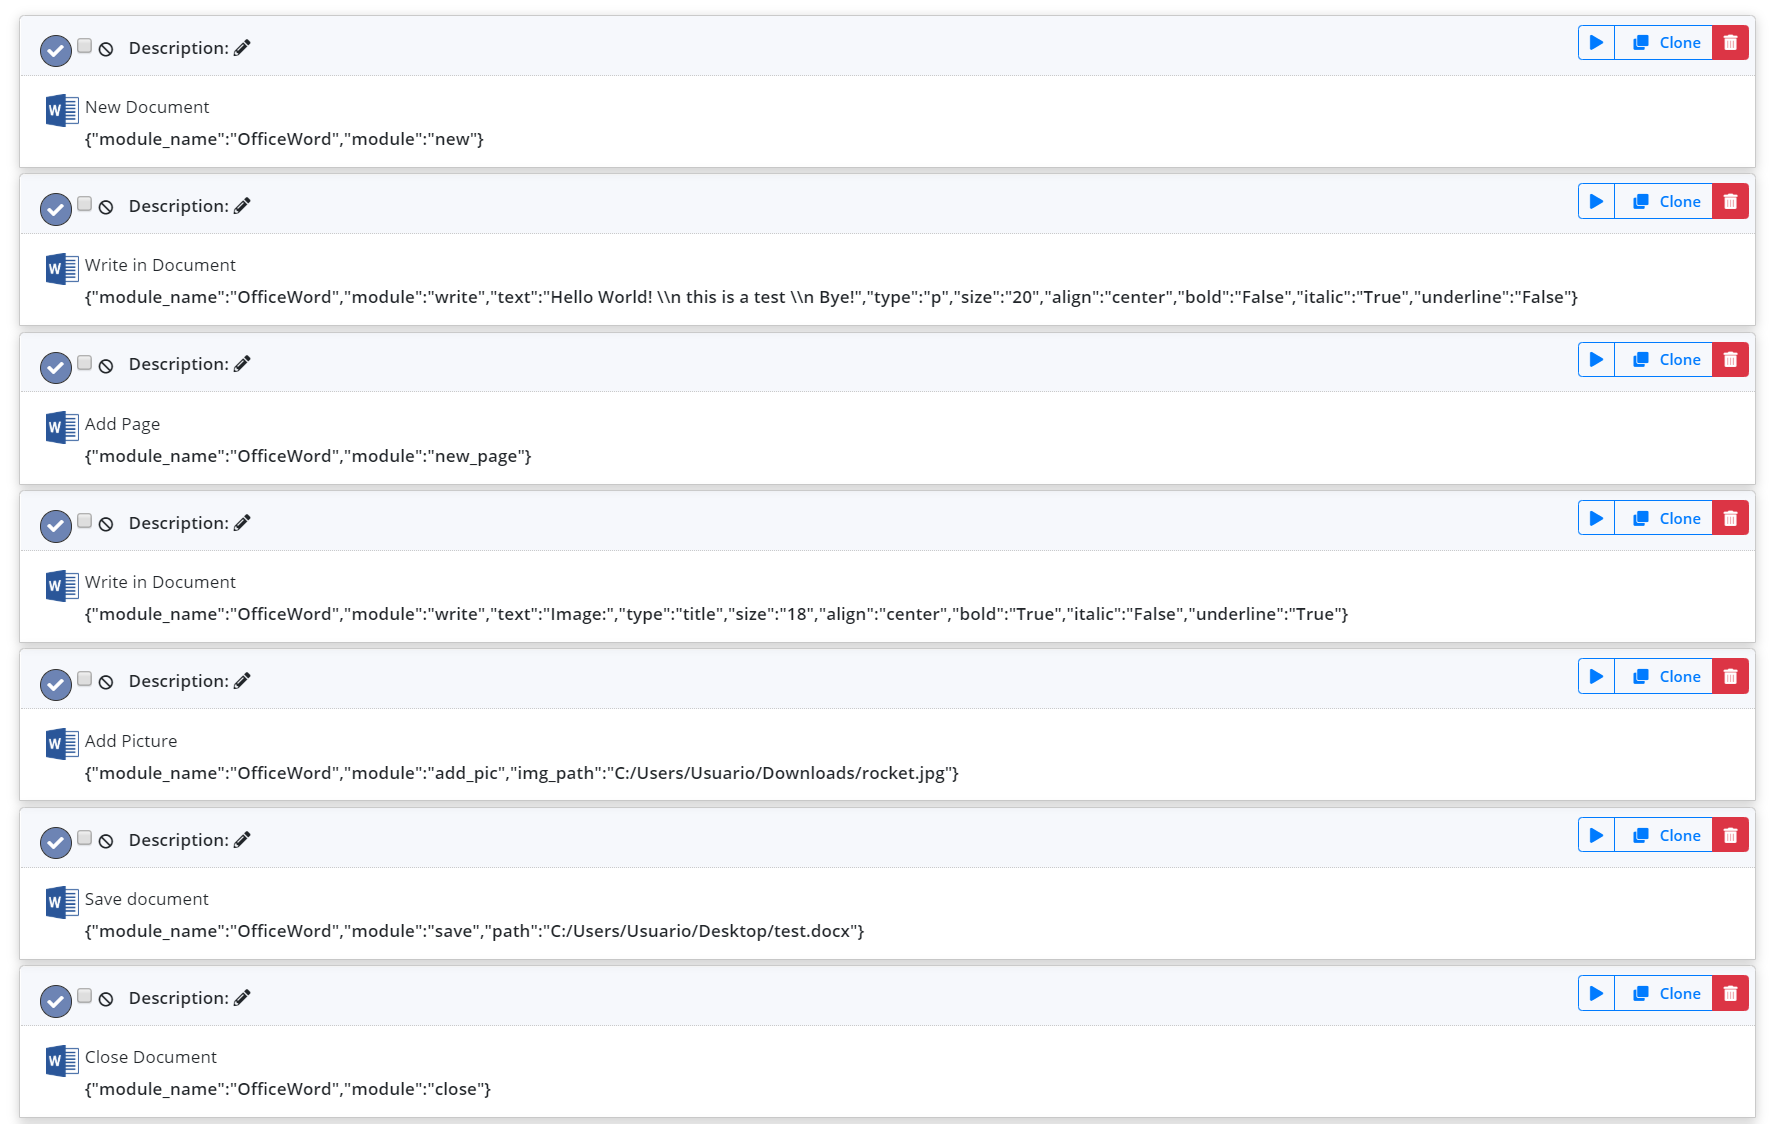 Description:
Clone
W New Document
{"module_name":"OfficeWord","module":"new"}
Description:
Clone
W Write in Document
{"module_name":"OfficeWord","module":"write","text":"Hello World! \\n this is a test \\n Bye!","type":"p","size":"20","align":"center","bold":"False","italic":"True","underline":"False"}
Description:
Clone
W Add Page
{"module_name":"OfficeWord","module":"new_page"}
Description:
Clone
W Write in Document
{"module_name":"OfficeWord","module":"write","text":"Image:","type":"title","size":"18","align":"center","bold":"True","italic":"False","underline":"True"}
Description:
Clone
W Add Picture
{"module_name":"OfficeWord","module":"add_pic","img_path":"C:/Users/Usuario/Downloads/rocket.jpg"}
Description:
Clone
W Save document
{"module_name":"OfficeWord","module":"save","path":"C:/Users/Usuario/Desktop/test.docx"}
Description:
Clone
W Close Document
{"module_name":"OfficeWord","module":"close"}